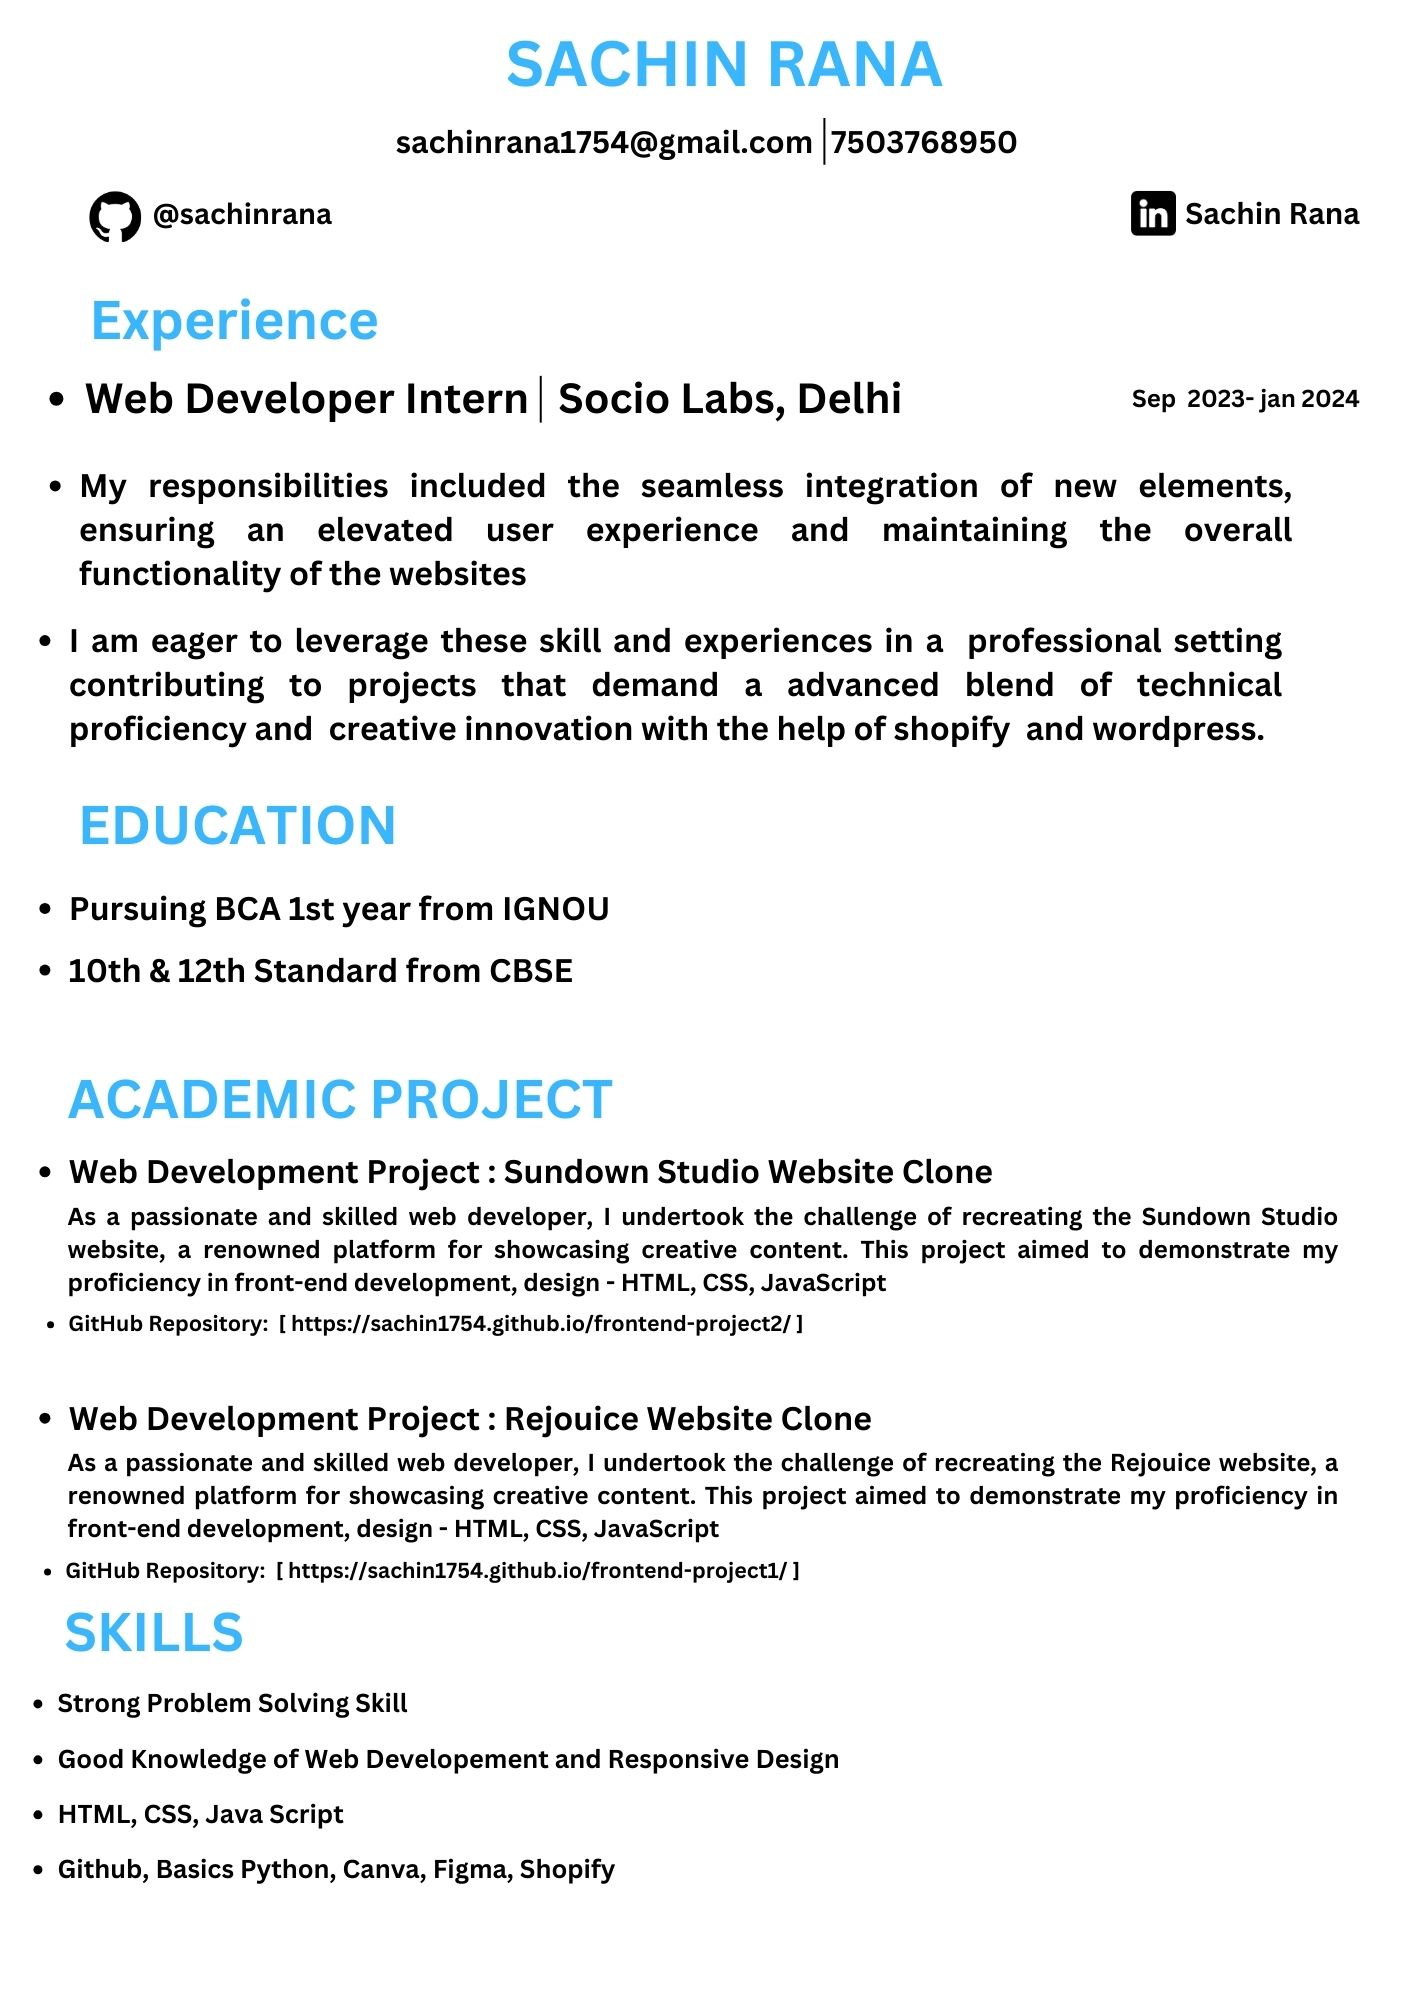 SACHIN RANA
sachinrana1754@gmail.com | 7503768950
@sachinrana
Sachin Rana
Experience
• Web Developer Intern | Socio Labs, Delhi
Sep 2023- jan 2024
• My responsibilities included the seamless integration of new elements,
ensuring an elevated user experience and maintaining the overall
functionality of the websites
• I am eager to leverage these skill and experiences in a professional setting
contributing to projects that demand a advanced blend of technical
proficiency and creative innovation with the help of shopify and wordpress.
EDUCATION
• Pursuing BCA 1st year from IGNOU
• 10th & 12th Standard from CBSE
ACADEMIC PROJECT
• Web Development Project : Sundown Studio Website Clone
As a passionate and skilled web developer, I undertook the challenge of recreating the Sundown Studio
website, a renowned platform for showcasing creative content. This project aimed to demonstrate my
proficiency in front-end development, design - HTML, CSS, JavaScript
• GitHub Repository: [ https://sachin1754.github.io/frontend-project2/ ]
• Web Development Project : Rejouice Website Clone
As a passionate and skilled web developer, I undertook the challenge of recreating the Rejouice website, a
renowned platform for showcasing creative content. This project aimed to demonstrate my proficiency in
front-end development, design - HTML, CSS, JavaScript
• GitHub Repository: [ https://sachin1754.github.io/frontend-project1/ ]
SKILLS
• Strong Problem Solving Skill
• Good Knowledge of Web Developement and Responsive Design
• HTML, CSS, Java Script
• Github, Basics Python, Canva, Figma, Shopify